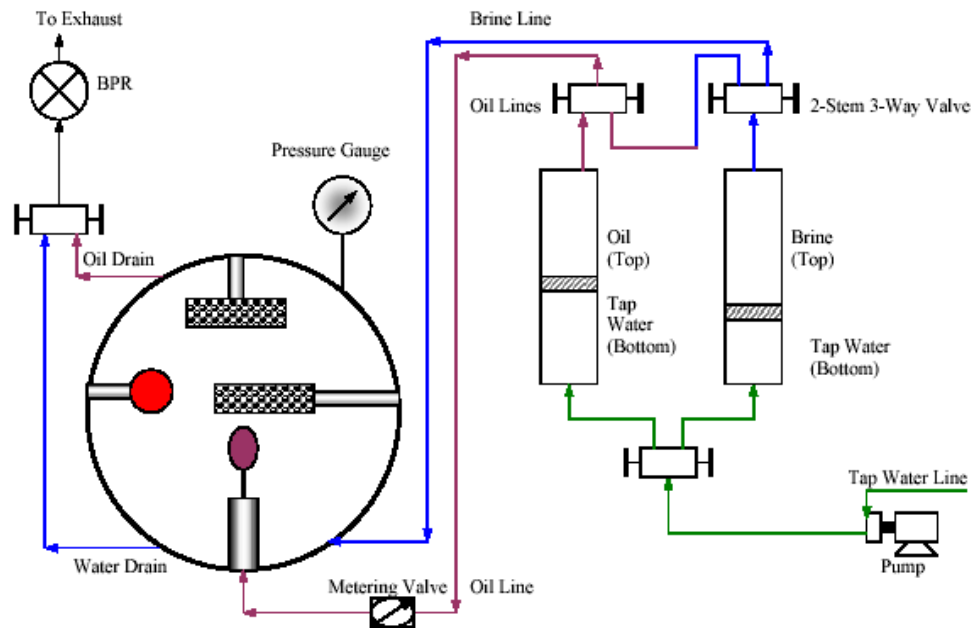 To Exhaust
Brine Line
BPR
Oil Lines
2-Stem 3-Way Valve
Pressure Gauge
Oil
(Top)
Brine
(Top)
Oil Drain
Tap
Water
(Bottom)
Tap Water
(Bottom)
Tap Water Line
Water Drain
Metering Valve
Oil Line
Pump